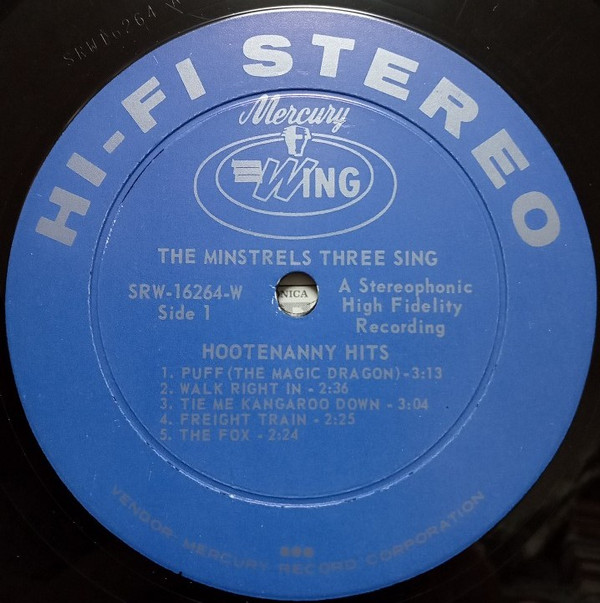 SRW16264 W
HI-FI STEREO
Mercury
WING
THE MINSTRELS THREE SING
SRW-16264-W
Side 1
NICA
A Stereophonic
High Fidelity
Recording
HOOTENANNY HITS
1. PUFF (THE MAGIC DRAGON) - 3:13
2. WALK RIGHT IN - 2:36
3. TIE ME KANGAROO DOWN - 3:04
4. FREIGHT TRAIN - 2:25
5. THE FOX - 2:24
VENDOR: MERCURY RECORD CORPORATION